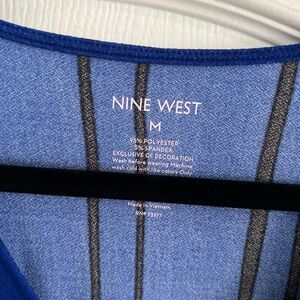 NINE WEST
M
95% POLYESTER
5% SPANDEX
EXCLUSIVE OF DECORATION
Wash Before wearing Machine
wash cold with like colors Only
Made in Vietnam